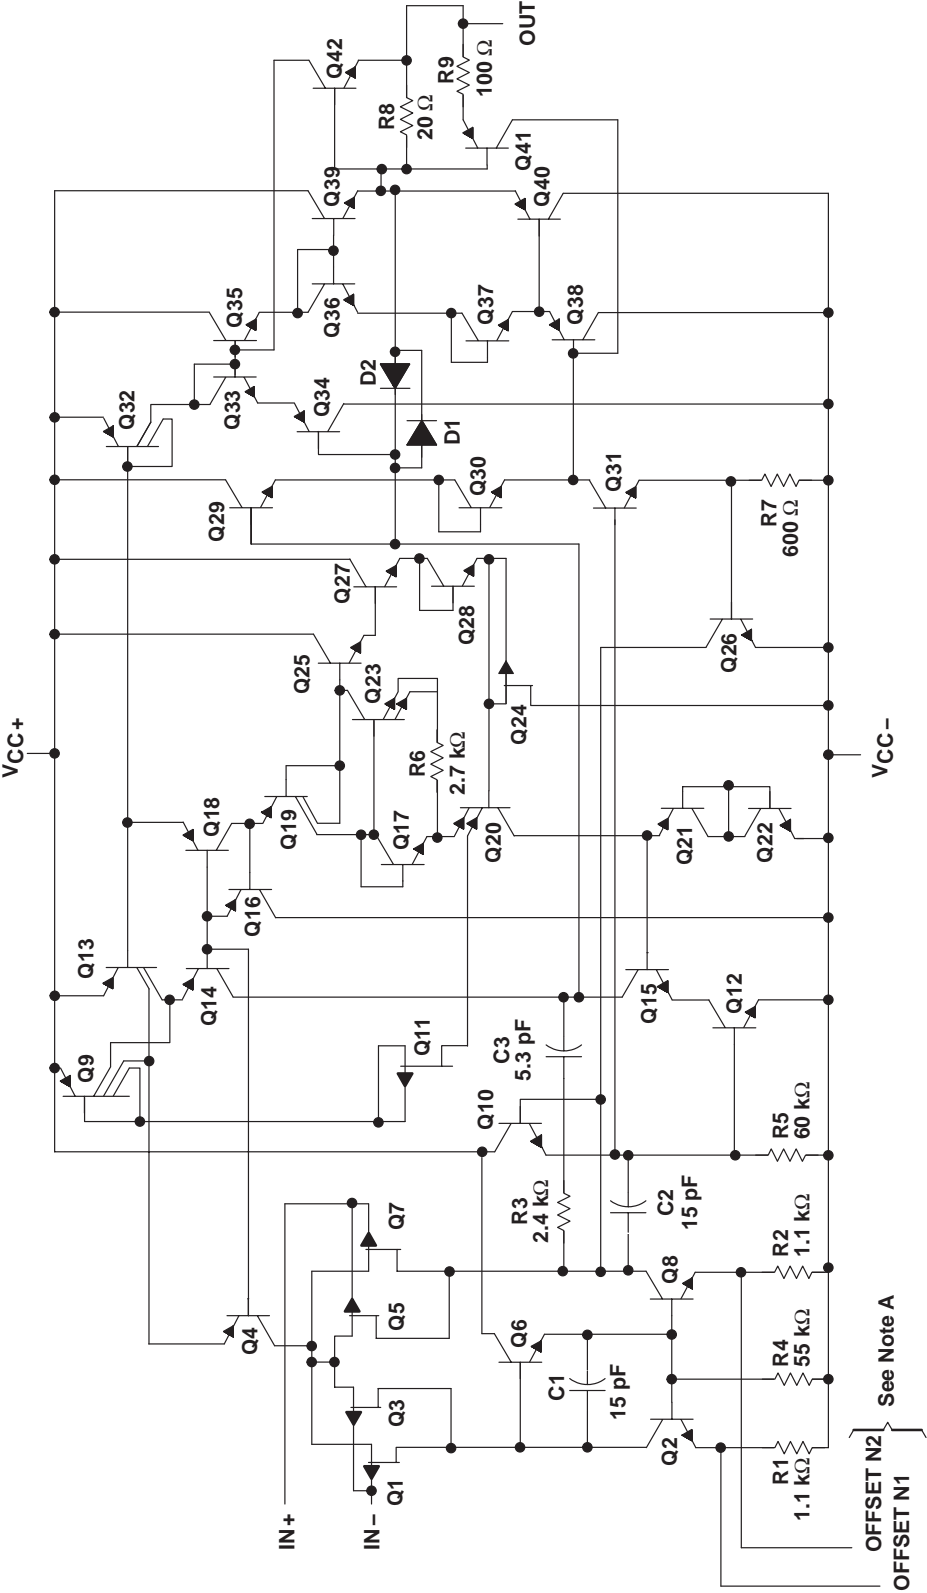 VCC+
Q9
Q13
Q32
Q18
Q35
Q33
Q14
Q16
Q19
Q25
Q34
Q29
Q36
Q39
Q42
Q4
Q11
Q17
Q23
Q27
D2
R8
20 Ω
R9
100 Ω
OUT
IN+
IN−
R6
2.7 kΩ
Q28
D1
Q30
Q37
Q7
Q5
Q3
Q1
Q10
Q20
Q24
Q41
Q40
Q38
C3
5.3 pF
R3
2.4 kΩ
Q6
C1
15 pF
C2
15 pF
Q31
Q15
Q21
Q12
Q22
Q26
R7
600 Ω
Q2
Q8
R1
1.1 kΩ
R4
55 kΩ
R2
1.1 kΩ
R5
60 kΩ
VCC−
OFFSET N2
OFFSET N1
See Note A